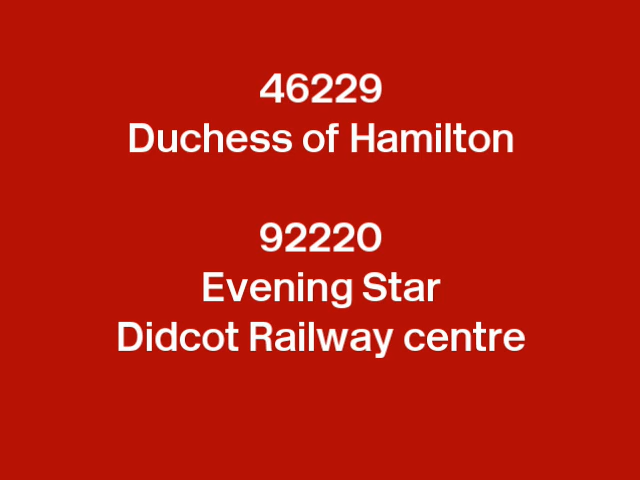 46229
Duchess of Hamilton
92220
Evening Star
Didcot Railway centre